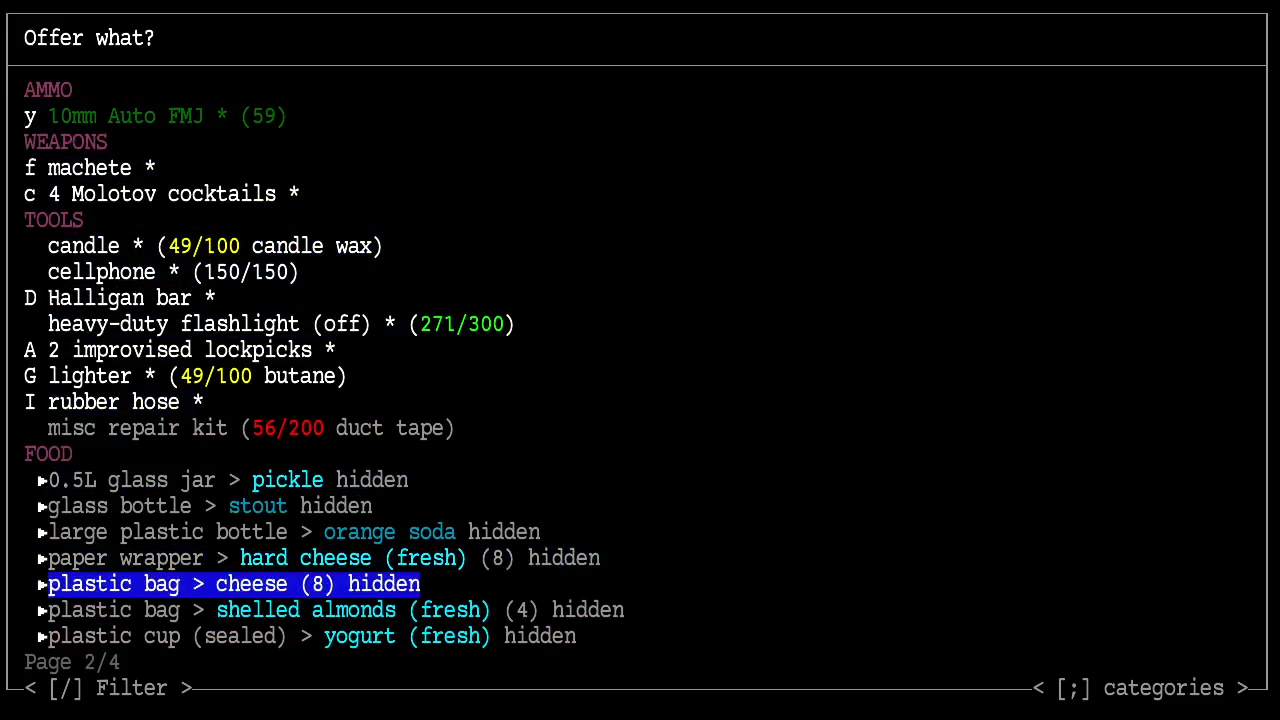 Offer what?
AMMO
y 10mm Auto FMJ * (59)
WEAPONS
f machete *
c 4 Molotov cocktails *
TOOLS
candle * (49/100 candle wax)
cellphone * (150/150)
D Halligan bar *
heavy-duty flashlight (off) * (271/300)
A 2 improvised lockpicks *
G lighter * (49/100 butane)
I rubber hose *
misc repair kit (56/200 duct tape)
FOOD
▶0.5L glass jar > pickle hidden
▶glass bottle > stout hidden
▶large plastic bottle > orange soda hidden
▶paper wrapper > hard cheese (fresh) (8) hidden
▶plastic bag > cheese (8) hidden
▶plastic bag > shelled almonds (fresh) (4) hidden
▶plastic cup (sealed) > yogurt (fresh) hidden
Page 2/4
< [/] Filter > < [;] categories >